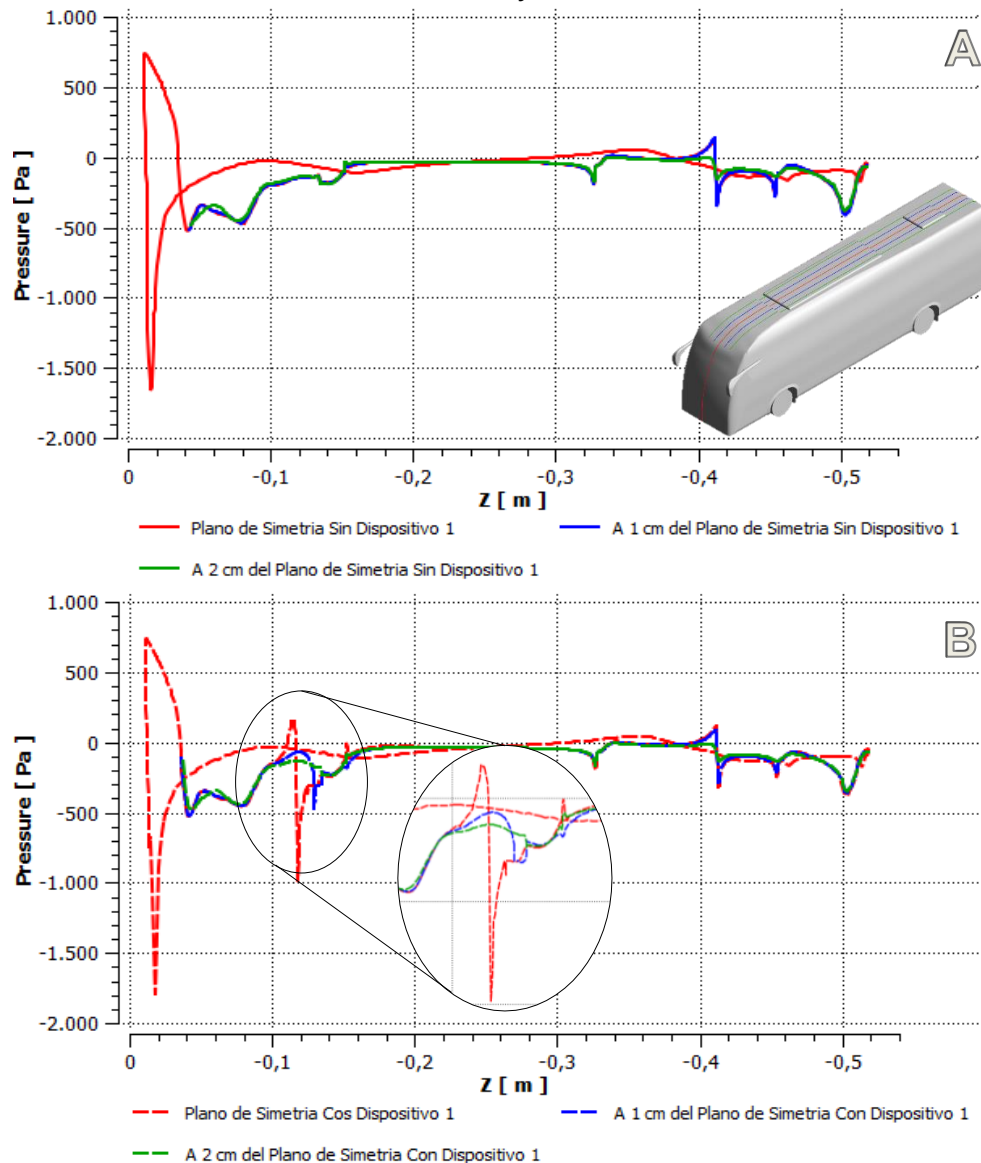 A
1.000
500
0
-500
-1.000
-1.500
-2.000
Pressure [ Pa ]
0 -0,1 -0,2 -0,3 -0,4 -0,5
Z [ m ]
Plano de Simetria Sin Dispositivo 1 A 1 cm del Plano de Simetria Sin Dispositivo 1
A 2 cm del Plano de Simetria Sin Dispositivo 1
B
1.000
500
0
-500
-1.000
-1.500
-2.000
Pressure [ Pa ]
0 -0,1 -0,2 -0,3 -0,4 -0,5
Z [ m ]
Plano de Simetria Cos Dispositivo 1 A 1 cm del Plano de Simetria Con Dispositivo 1
A 2 cm del Plano de Simetria Con Dispositivo 1